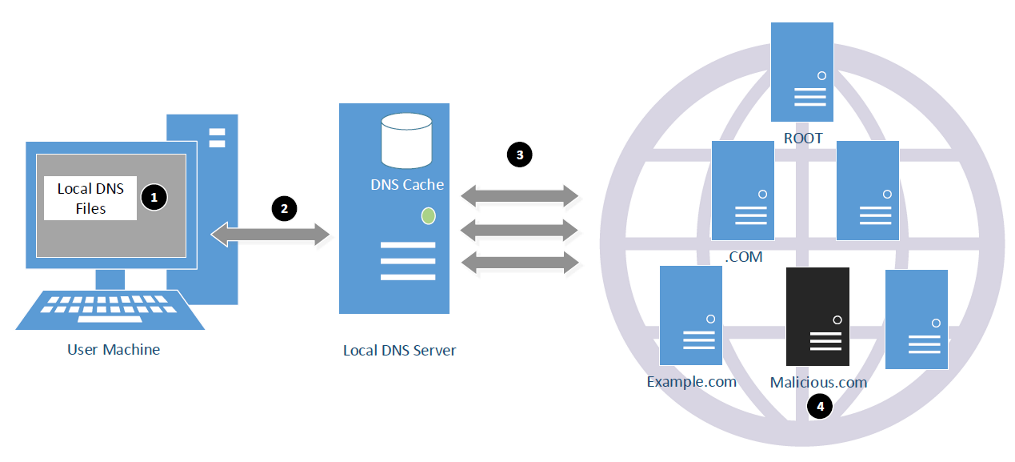 Local DNS
Files
1
User Machine
2
DNS Cache
Local DNS Server
3
ROOT
.COM
Example.com
Malicious.com
4